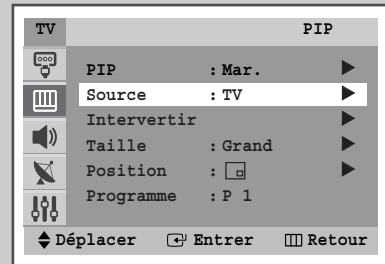 TV PIP
PIP : Mar.
Source : TV
Intervertir
Taille : Grand
Position :
Programme : P 1
Déplacer Entrer Retour